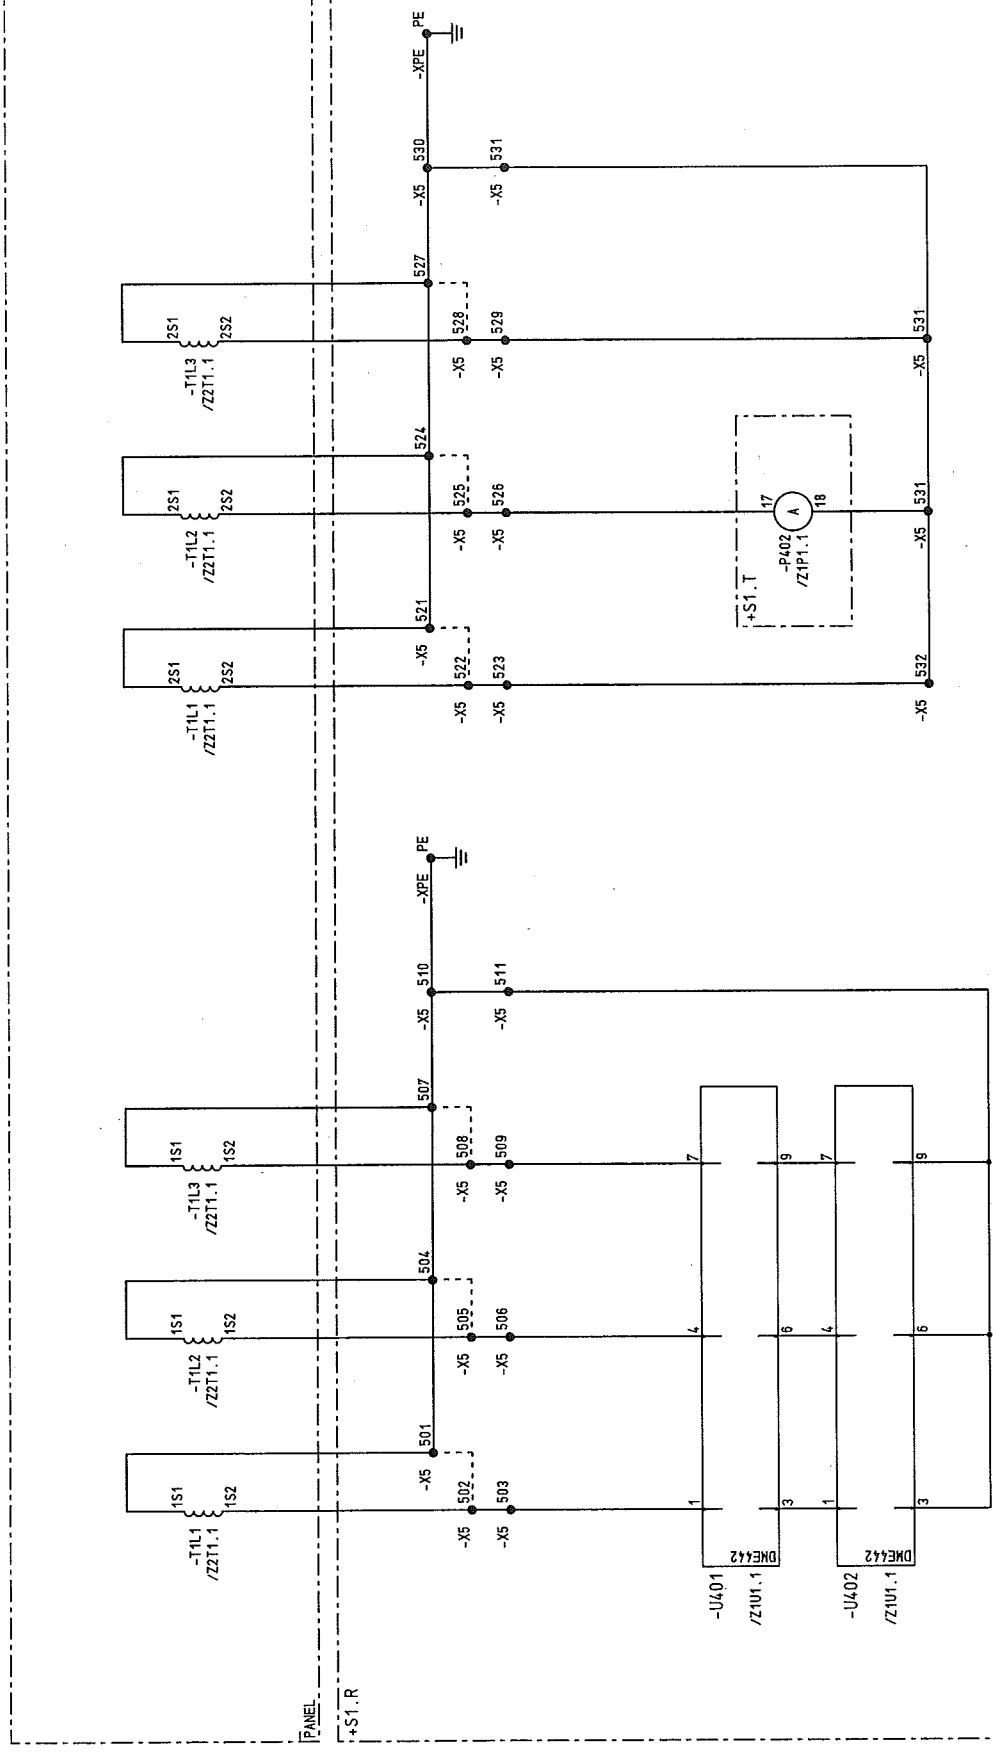 PANEL
+S1.R
-T1L1
/Z2T1.1
1S1
1S2
-T1L2
/Z2T1.1
1S1
1S2
-T1L3
/Z2T1.1
1S1
1S2
-T1L1
/Z2T1.1
2S1
2S2
-T1L2
/Z2T1.1
2S1
2S2
-T1L3
/Z2T1.1
2S1
2S2
-X5 501
504
507
-X5 510
-XPE PE
-X5 521
524
527
-X5 530
-XPE PE
-X5 502
-X5 505
-X5 508
-X5 522
-X5 525
-X5 528
-X5 503
-X5 506
-X5 509
-X5 511
-X5 523
-X5 526
-X5 529
-X5 531
-U401
/Z1U1.1
DME442
1
4
7
3
6
9
-U402
/Z1U1.1
DME442
1
4
7
3
6
9
+S1.T
-P402
/Z1P1.1
17
A
18
-X5 532
-X5 531
-X5 531